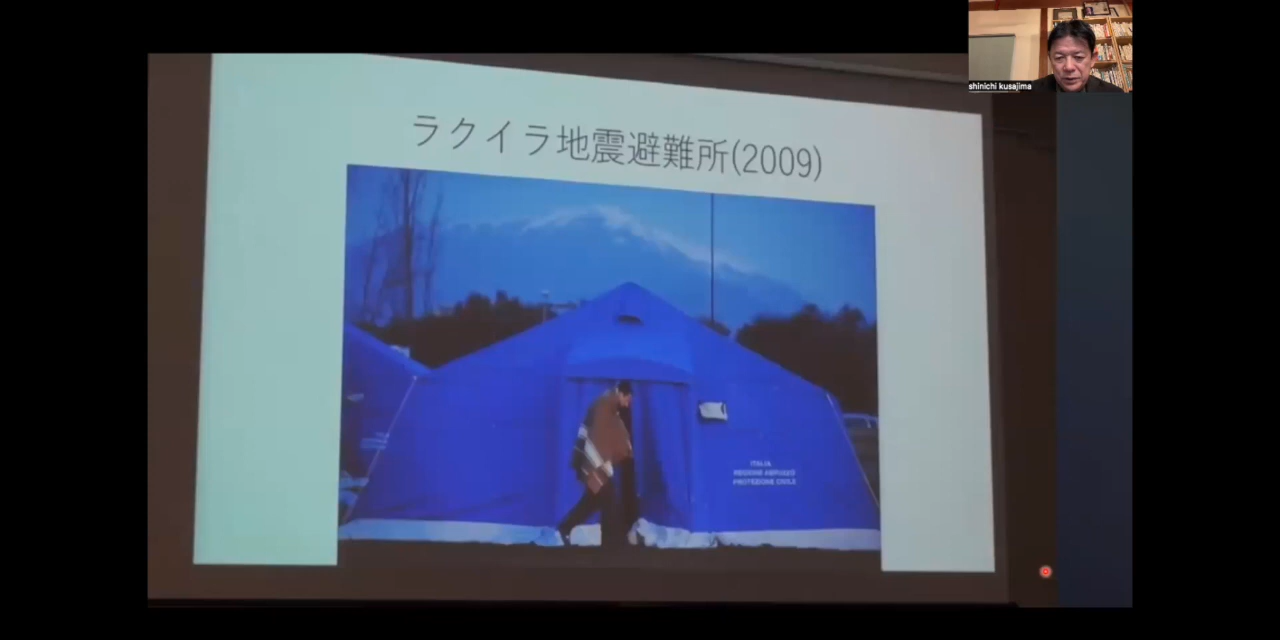 shinichi kusajima
ラクイラ地震避難所(2009)
ITALIA
REGIONE ABRUZZO
PROTEZIONE CIVILE